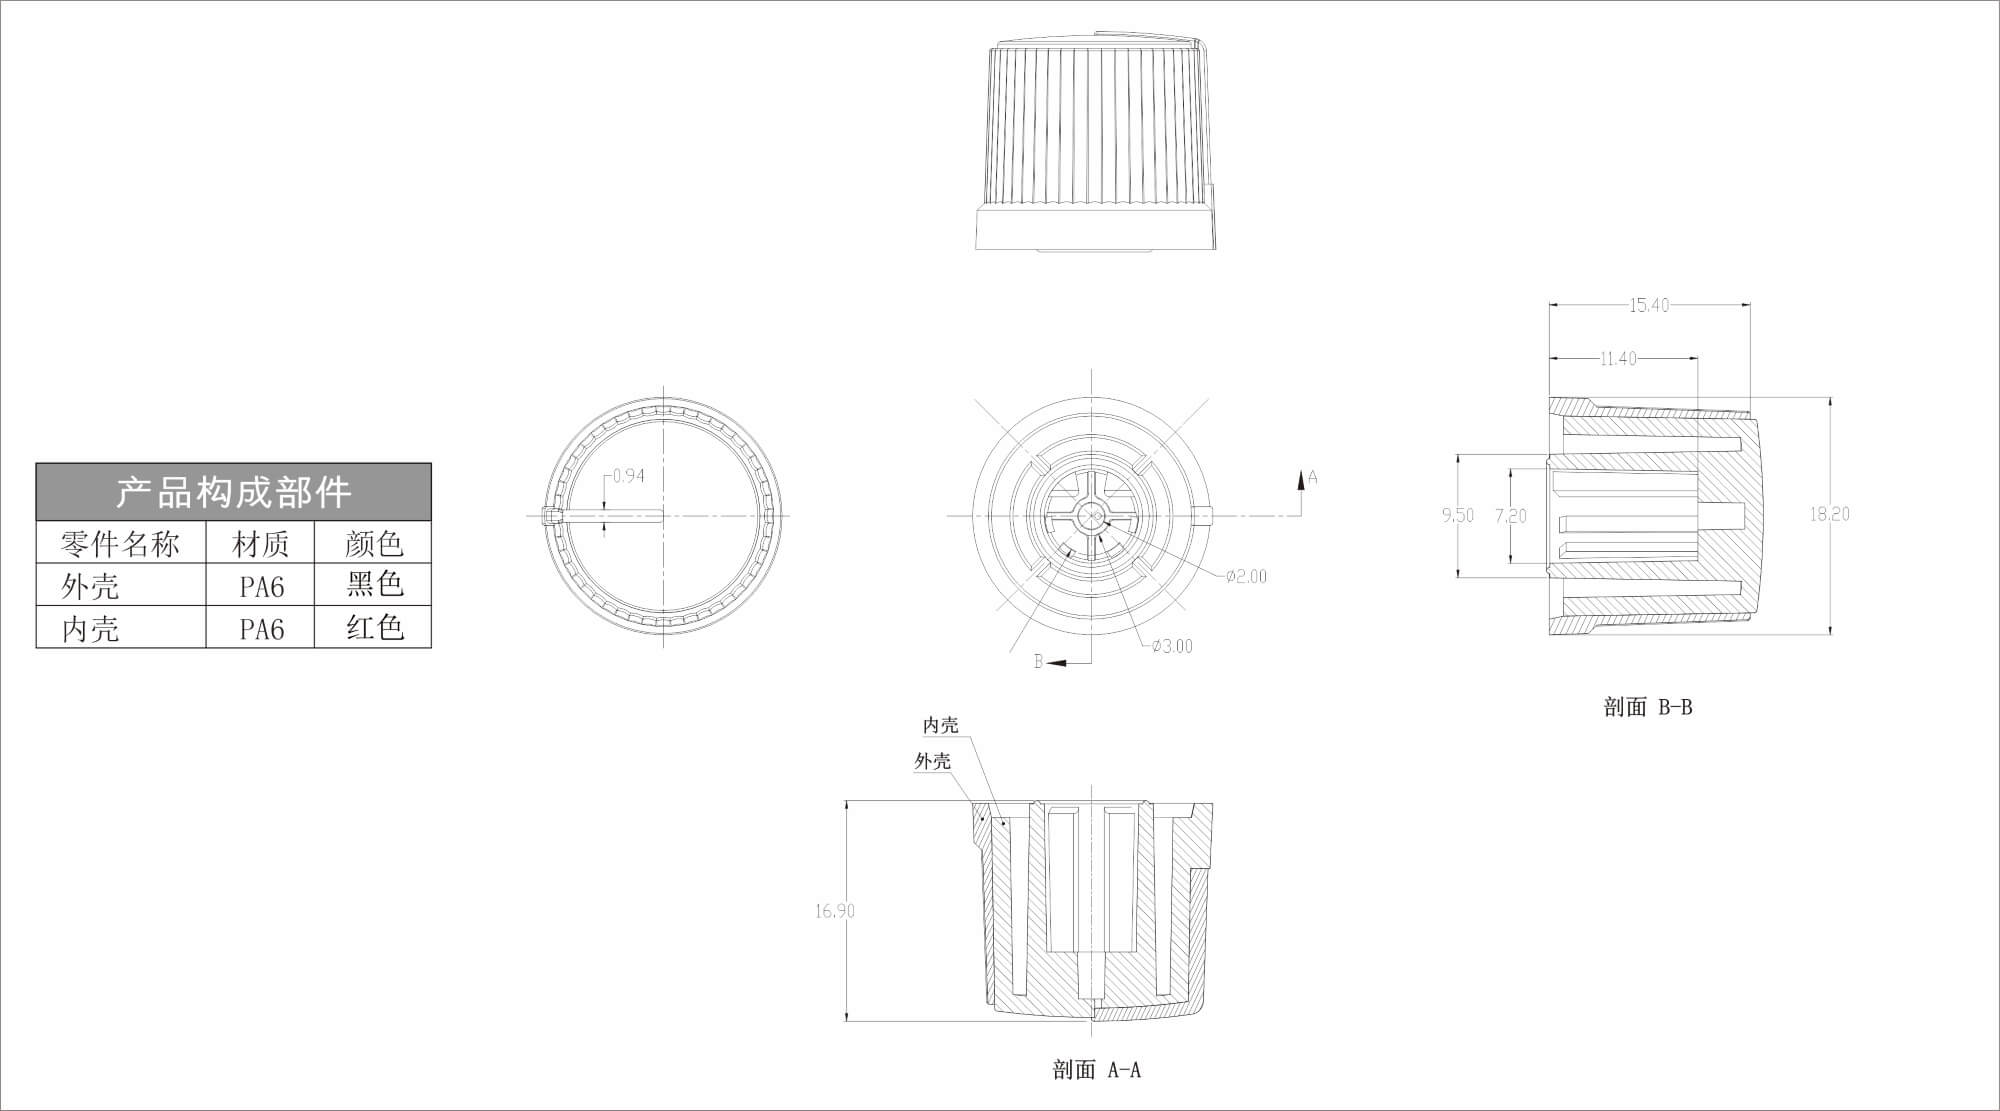 15.40
11.40
9.50
7.20
18.20
剖面 B-B
0.94
A
ø2.00
ø3.00
B
产品构成部件
零件名称 材质 颜色
外壳 PA6 黑色
内壳 PA6 红色
内壳
外壳
16.90
剖面 A-A